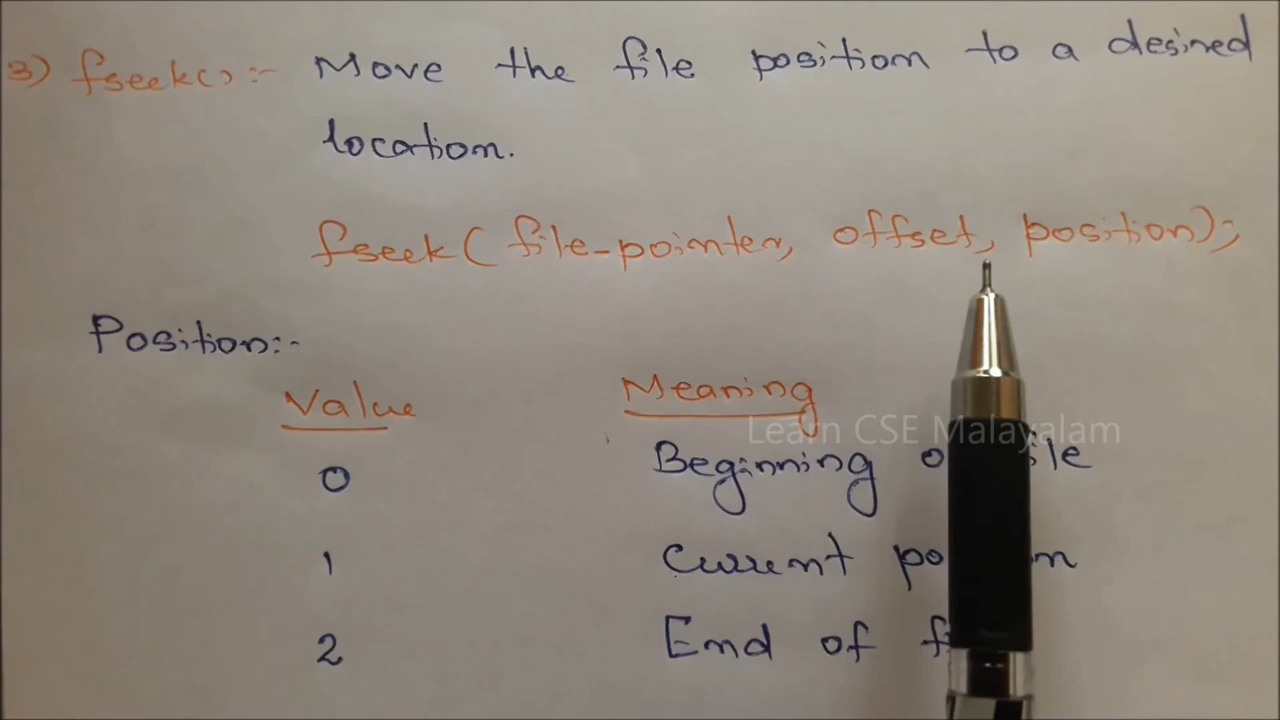 3) fseek() :- Move the file position to a desired
location.
fseek( file-pointer, offset, position);
Position:-
Value Meaning
Learn CSE Malayalam
0 Beginning file
1 Current
2 End of